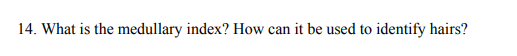 14. What is the medullary index? How can it be used to identify hairs?